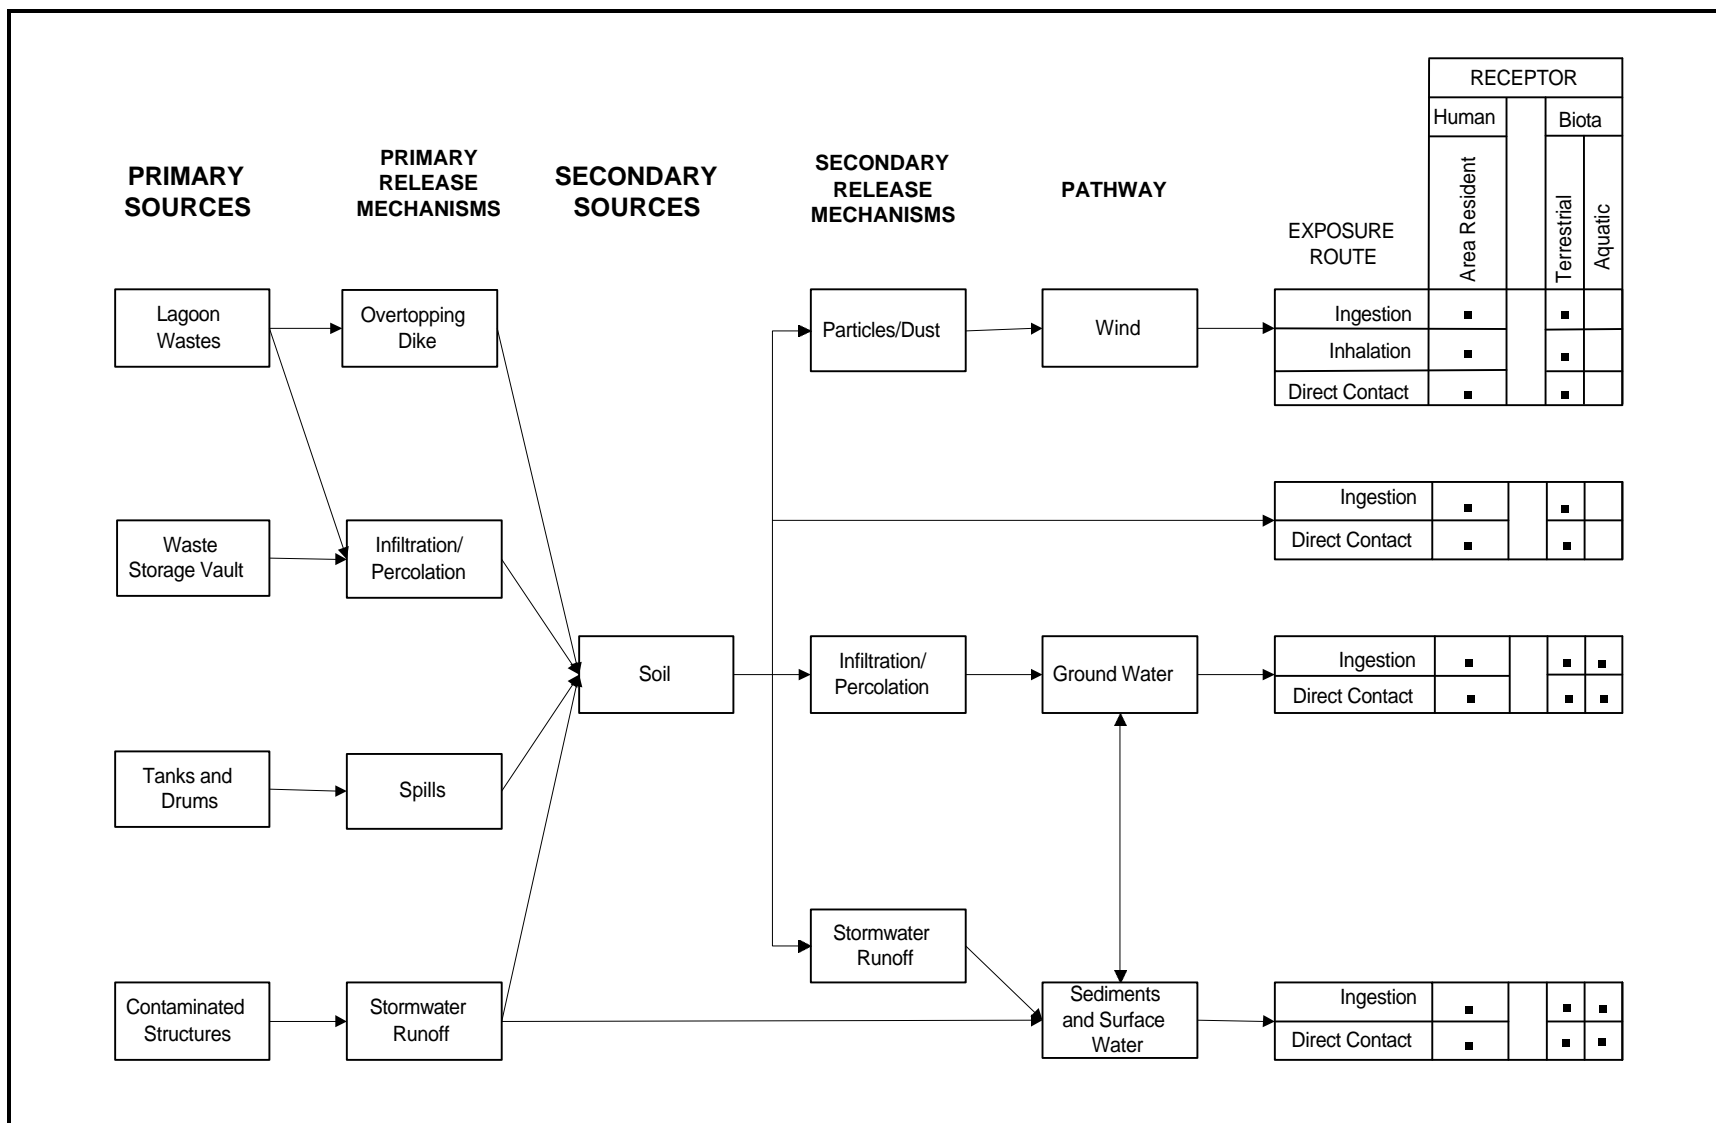 RECEPTOR
Human
Biota
PRIMARY
SOURCES
PRIMARY
RELEASE
MECHANISMS
SECONDARY
SOURCES
SECONDARY
RELEASE
MECHANISMS
PATHWAY
EXPOSURE
ROUTE
Area Resident
Terrestrial
Aquatic
Lagoon
Wastes
Overtopping
Dike
Particles/Dust
Wind
Ingestion
Inhalation
Direct Contact
Waste
Storage Vault
Infiltration/
Percolation
Ingestion
Direct Contact
Soil
Infiltration/
Percolation
Ground Water
Ingestion
Direct Contact
Tanks and
Drums
Spills
Stormwater
Runoff
Contaminated
Structures
Stormwater
Runoff
Sediments
and Surface
Water
Ingestion
Direct Contact